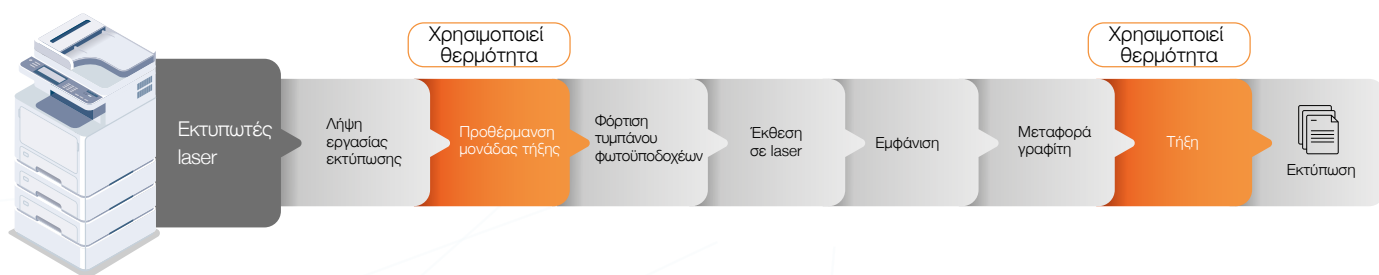 Χρησιμοποιεί
θερμότητα
Χρησιμοποιεί
θερμότητα
Εκτυπωτές
laser
Λήψη
εργασίας
εκτύπωσης
Προθέρμανση
μονάδας τήξης
Φόρτιση
τυμπάνου
φωτοϋποδοχέων
Έκθεση
σε laser
Εμφάνιση
Μεταφορά
γραφίτη
Τήξη
Εκτύπωση